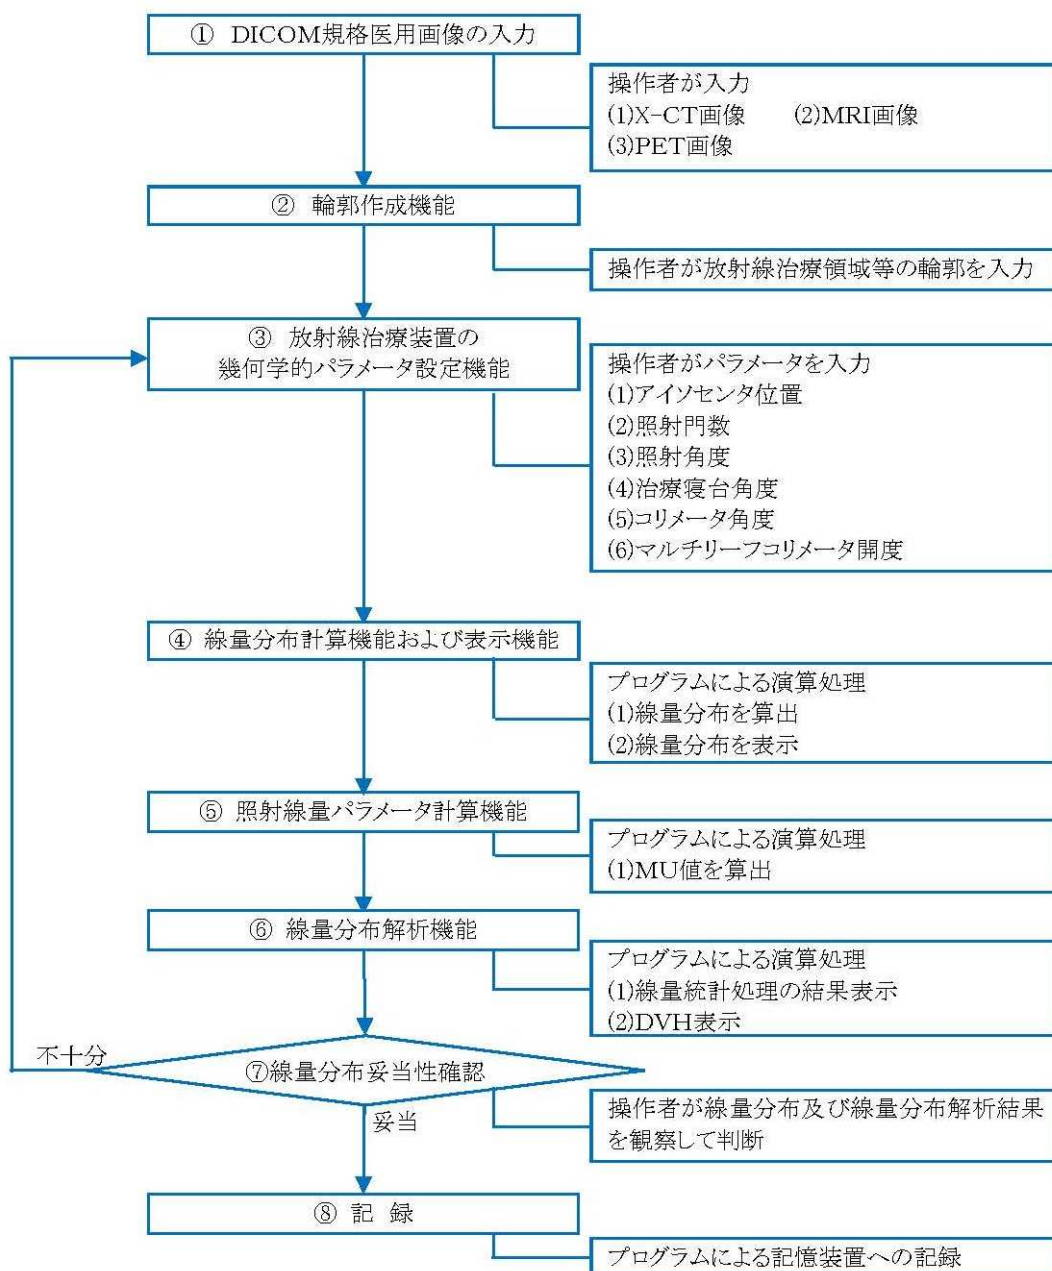 ① DICOM規格医用画像の入力
操作者が入力
(1)X-CT画像 (2)MRI画像
(3)PET画像
② 輪郭作成機能
操作者が放射線治療領域等の輪郭を入力
③ 放射線治療装置の
幾何学的パラメータ設定機能
操作者がパラメータを入力
(1)アイソセンタ位置
(2)照射門数
(3)照射角度
(4)治療寝台角度
(5)コリメータ角度
(6)マルチリーフコリメータ開度
④ 線量分布計算機能および表示機能
プログラムによる演算処理
(1)線量分布を算出
(2)線量分布を表示
⑤ 照射線量パラメータ計算機能
プログラムによる演算処理
(1)MU値を算出
⑥ 線量分布解析機能
プログラムによる演算処理
(1)線量統計処理の結果表示
(2)DVH表示
不十分
⑦線量分布妥当性確認
妥当
操作者が線量分布及び線量分布解析結果
を観察して判断
⑧ 記 録
プログラムによる記憶装置への記録